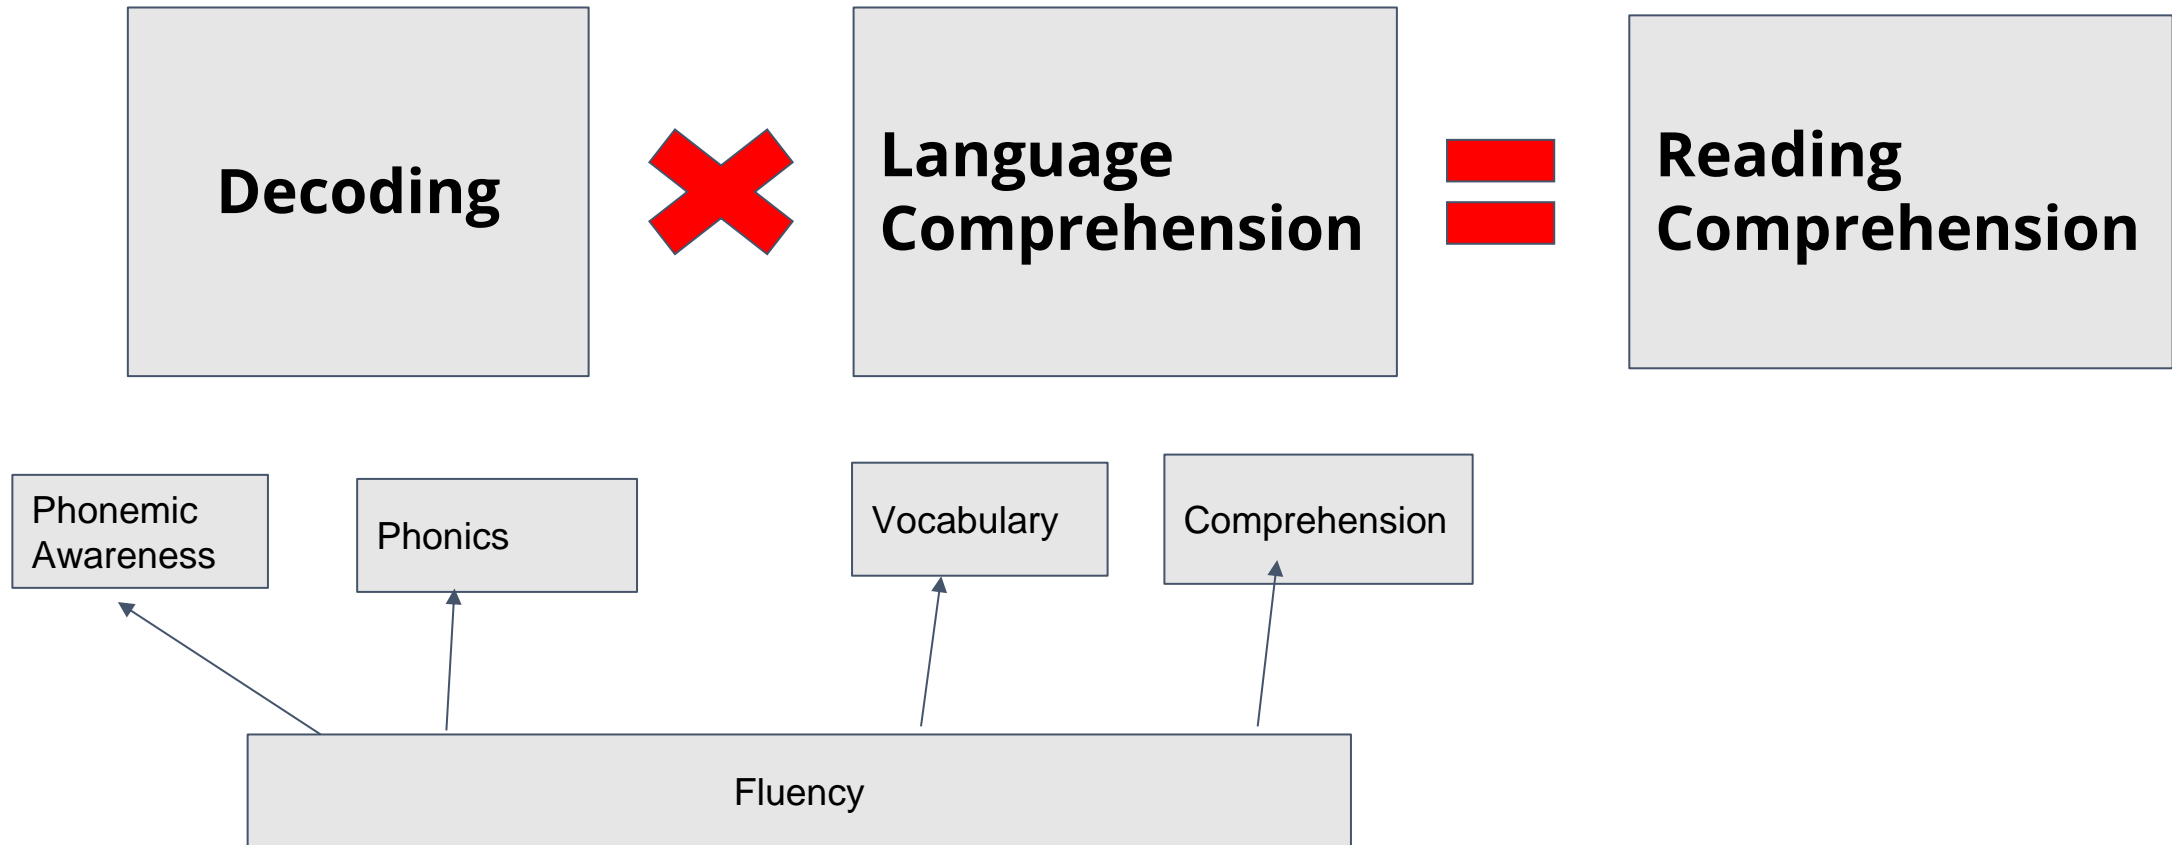 Decoding
Language
Comprehension
Reading
Comprehension
Phonemic
Awareness
Phonics
Vocabulary
Comprehension
Fluency